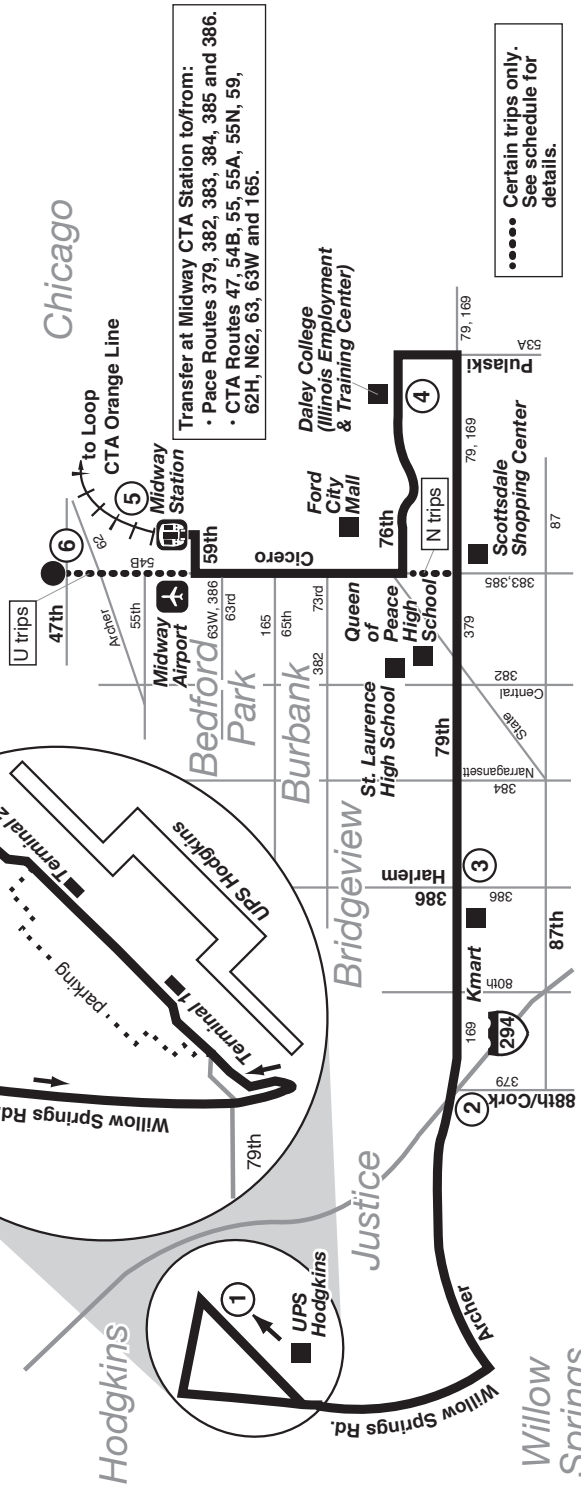 Chicago
to Loop
CTA Orange Line
Transfer at Midway CTA Station to/from:
· Pace Routes 379, 382, 383, 384, 385 and 386.
· CTA Routes 47, 54B, 55, 55A, 55N, 59,
62H, N62, 63, 63W and 165.
•••••• Certain trips only.
See schedule for
details.
U trips
47th
6
5
62
54B
Archer
55th
Midway
Station
Midway
Airport
59th
63W, 386
63rd
165
65th
73rd
382
Cicero
Ford
City
Mall
Daley College
(Illinois Employment
& Training Center)
76th
4
N trips
79, 169
53A
Pulaski
79, 169
Scottsdale
Shopping Center
87
383,385
379
Queen
of
Peace
High
School
St. Laurence
High School
79th
382
Central
State
Narragansett
384
Bedford
Park
Burbank
Bridgeview
Harlem
386
3
386
Kmart
80th
87th
169
294
379
2
88th/Cork
Justice
Terminal 2
UPS Hodgkins
parking
Terminal 1
Willow Springs Rd.
79th
Hodgkins
1
UPS
Hodgkins
Willow Springs Rd.
Archer
Willow
Springs